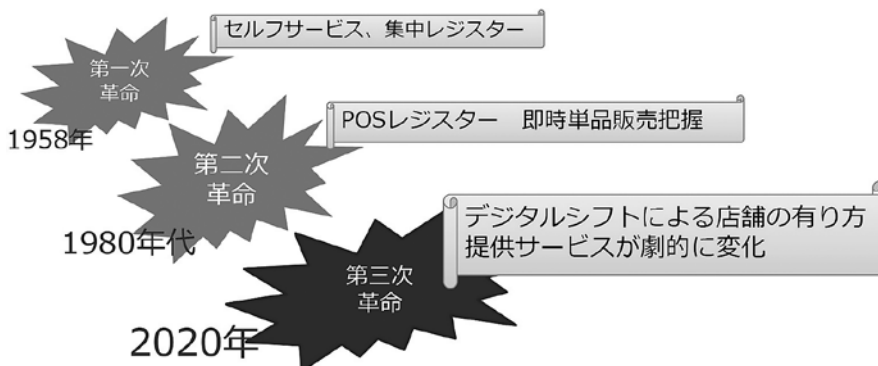 セルフサービス、集中レジスター
第一次
革命
1958年
POSレジスター　即時単品販売把握
第二次
革命
1980年代
デジタルシフトによる店舗の有り方
提供サービスが劇的に変化
第三次
革命
2020年